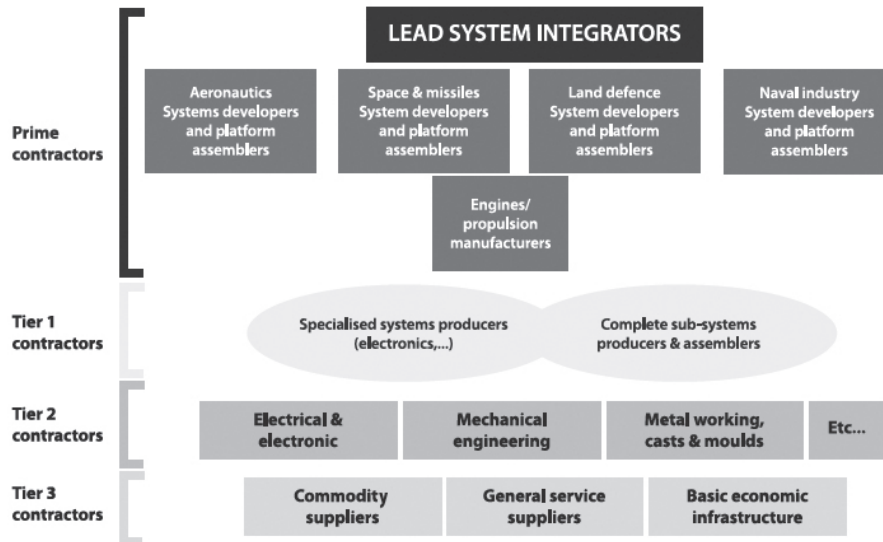 LEAD SYSTEM INTEGRATORS
Prime
contractors
Aeronautics
Systems developers
and platform
assemblers
Space & missiles
System developers
and platform
assemblers
Land defence
System developers
and platform
assemblers
Naval industry
System developers
and platform
assemblers
Engines/
propulsion
manufacturers
Tier 1
contractors
Specialised systems producers
(electronics,...)
Complete sub-systems
producers & assemblers
Tier 2
contractors
Electrical &
electronic
Mechanical
engineering
Metal working,
casts & moulds
Etc...
Tier 3
contractors
Commodity
suppliers
General service
suppliers
Basic economic
infrastructure